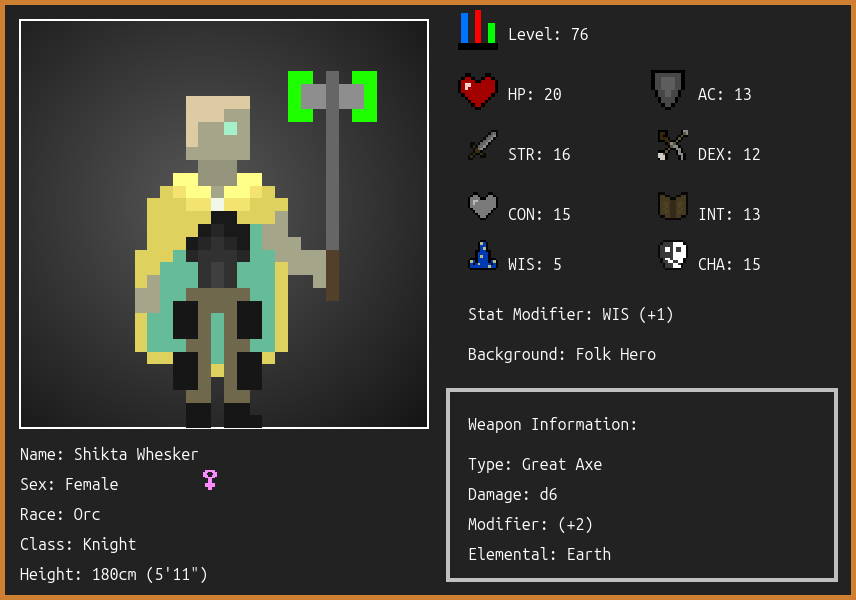 Level: 76
HP: 20
AC: 13
STR: 16
DEX: 12
CON: 15
INT: 13
WIS: 5
CHA: 15
Stat Modifier: WIS (+1)
Background: Folk Hero
Weapon Information:
Type: Great Axe
Damage: d6
Modifier: (+2)
Elemental: Earth
Name: Shikta Whesker
Sex: Female
Race: Orc
Class: Knight
Height: 180cm (5'11")